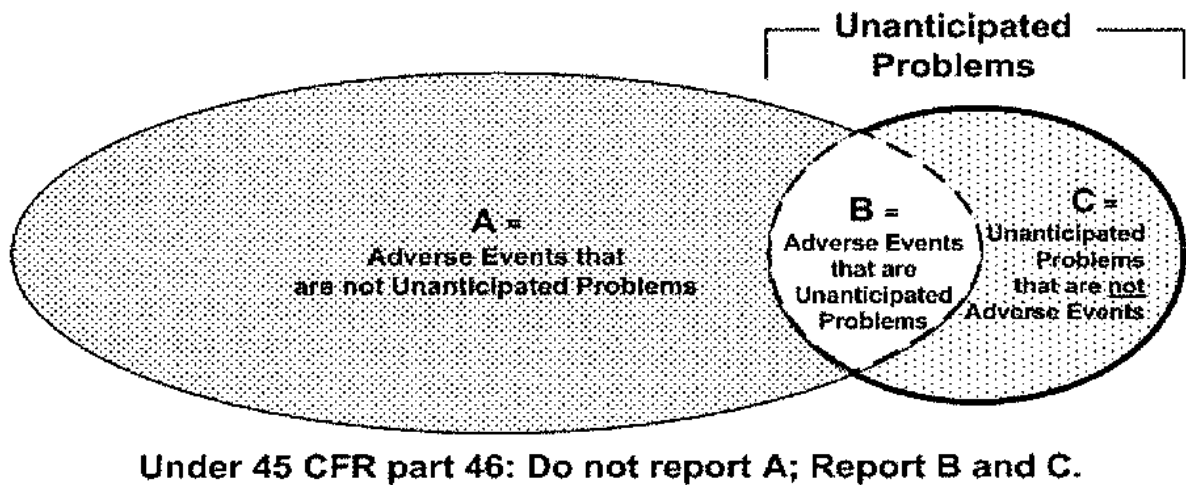 Unanticipated
Problems
A =
Adverse Events that
are not Unanticipated Problems
B =
Adverse Events
that are
Unanticipated
Problems
C =
Unanticipated
Problems
that are not
Adverse Events
Under 45 CFR part 46: Do not report A; Report B and C.